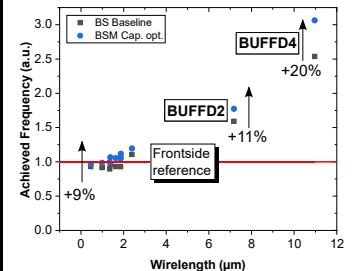 BS Baseline
BSM Cap. opt.
BUFFD4
+20%
BUFFD2
+11%
Frontside
reference
+9%
Achieved Frequency (a.u.)
3.0
2.5
2.0
1.5
1.0
0.5
0.0
0 2 4 6 8 10 12
Wirelength (µm)